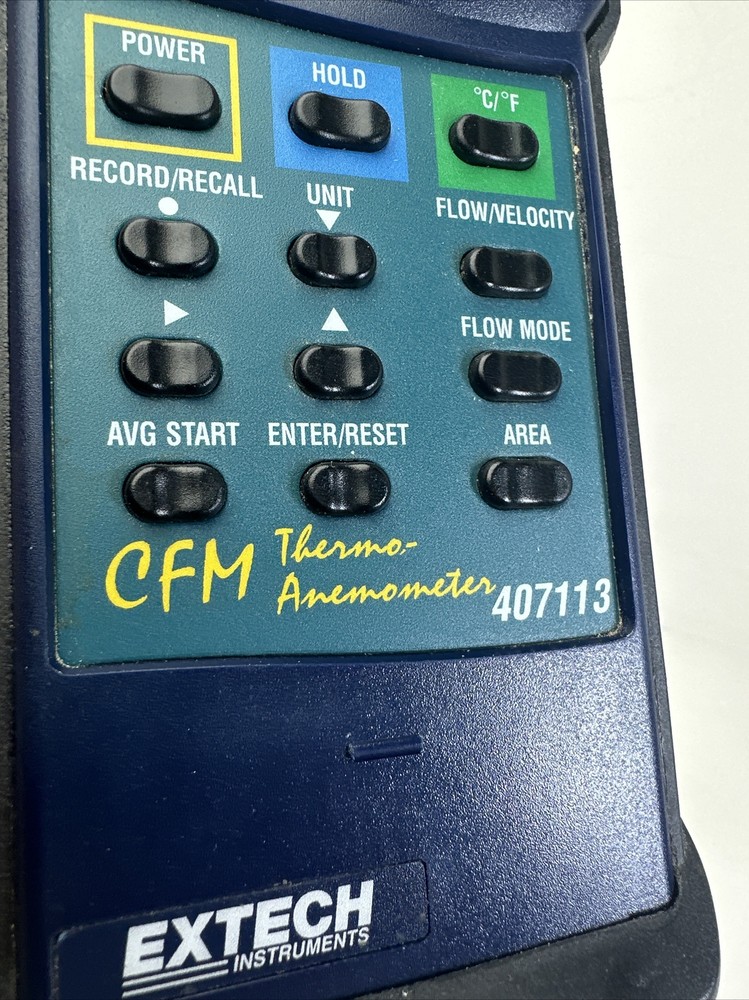 POWER
HOLD
°C/°F
RECORD/RECALL
UNIT
FLOW/VELOCITY
FLOW MODE
AVG START
ENTER/RESET
AREA
CFM Thermo-
Anemometer
407113
EXTECH
INSTRUMENTS